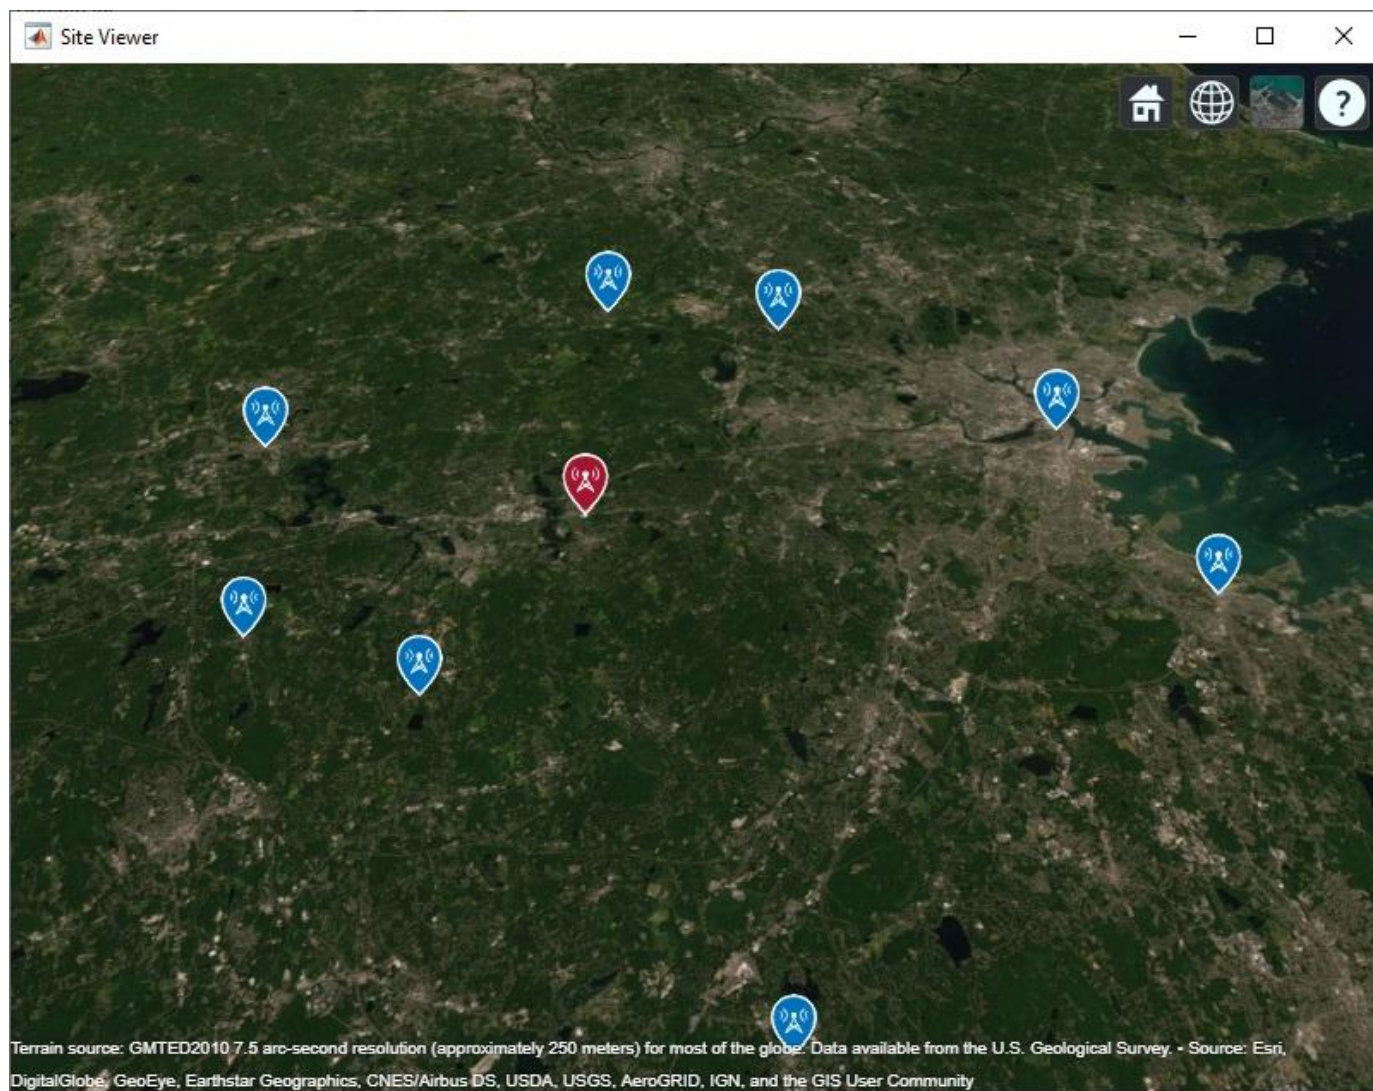 Site Viewer
?
Terrain source: GMTED2010 7.5 arc-second resolution (approximately 250 meters) for most of the globe. Data available from the U.S. Geological Survey. - Source: Esri,
DigitalGlobe, GeoEye, Earthstar Geographics, CNES/Airbus DS, USDA, USGS, AeroGRID, IGN, and the GIS User Community